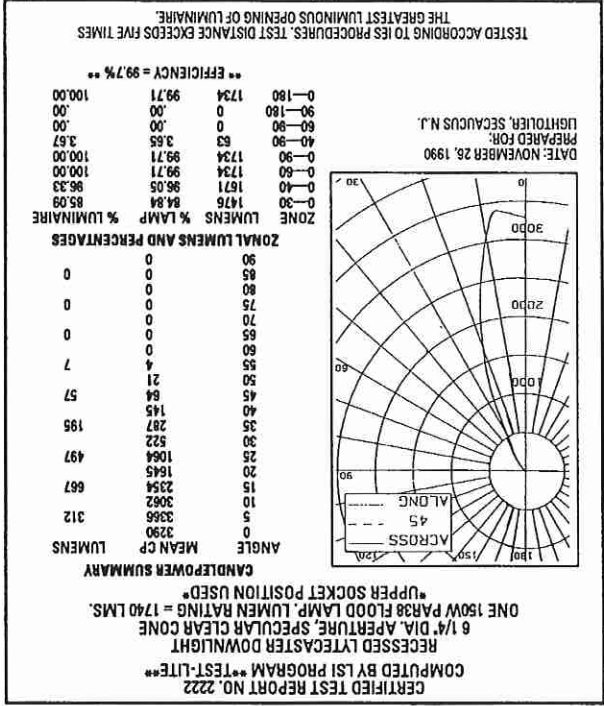 CERTIFIED TEST REPORT NO. 2222
COMPUTED BY LSI PROGRAM **TEST-LITE**
RECESSED LYTECASTER DOWNLIGHT
6 1/4" DIA. APERTURE, SPECULAR CLEAR CONE
ONE 150W PAR38 FLOOD LAMP. LUMEN RATING = 1740 LMS.
*UPPER SOCKET POSITION USED*
CANDLEPOWER SUMMARY
ANGLE MEAN CP LUMENS
0 3290
5 3366 312
10 3062
15 2354 667
20 1645
25 1064 497
30 522
35 287 195
40 145
45 64 57
50 21
55 4 7
60 0
65 0 0
70 0
75 0 0
80 0
85 0 0
90 0
ZONAL LUMENS AND PERCENTAGES
ZONE LUMENS % LAMP % LUMINAIRE
0—30 1476 84.84 85.09
0—40 1671 96.05 96.33
0—60 1734 99.71 100.00
0—90 1734 99.71 100.00
40—90 63 3.65 3.67
60—90 0 .00 .00
90—180 0 .00 .00
0—180 1734 99.71 100.00
** EFFICIENCY = 99.7% **
180 150 120
ACROSS
45
ALONG
90
1000
60
2000
3000
0 30
DATE: NOVEMBER 26, 1990
PREPARED FOR:
LIGHTOLIER, SECAUCUS N.J.
TESTED ACCORDING TO IES PROCEDURES. TEST DISTANCE EXCEEDS FIVE TIMES
THE GREATEST LUMINOUS OPENING OF LUMINAIRE.